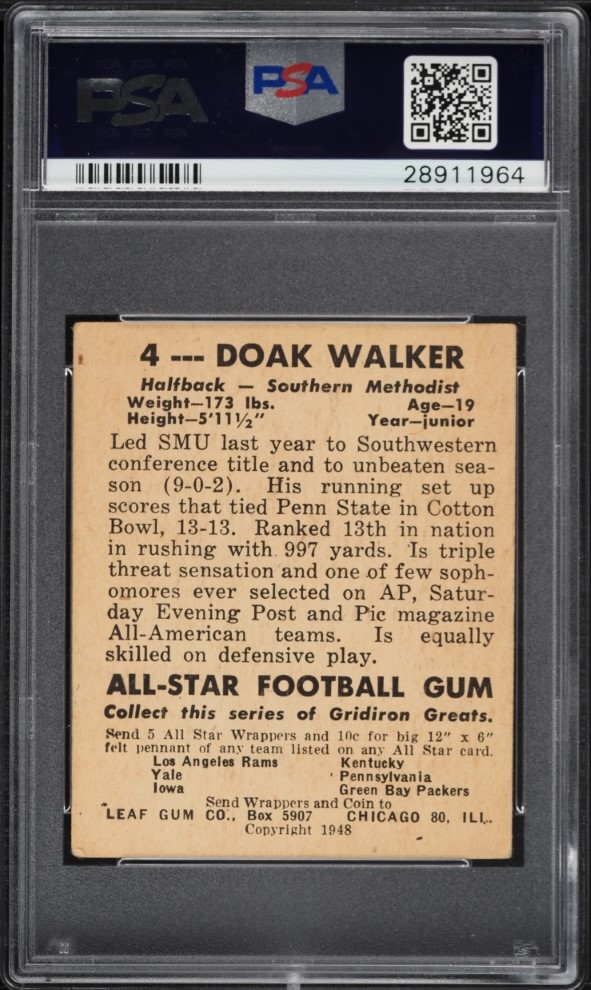 PSA
PSA
28911964
4 --- DOAK WALKER
Halfback — Southern Methodist
Weight—173 lbs. Age—19
Height—5'11½" Year—junior
Led SMU last year to Southwestern
conference title and to unbeaten sea-
son (9-0-2). His running set up
scores that tied Penn State in Cotton
Bowl, 13-13. Ranked 13th in nation
in rushing with 997 yards. Is triple
threat sensation and one of few soph-
omores ever selected on AP, Satur-
day Evening Post and Pic magazine
All-American teams. Is equally
skilled on defensive play.
ALL-STAR FOOTBALL GUM
Collect this series of Gridiron Greats.
Send 5 All Star Wrappers and 10c for big 12" x 6"
felt pennant of any team listed on any All Star card.
Los Angeles Rams Kentucky
Yale Pennsylvania
Iowa Green Bay Packers
Send Wrappers and Coin to
LEAF GUM CO., Box 5907 CHICAGO 80, ILL.
Copyright 1948